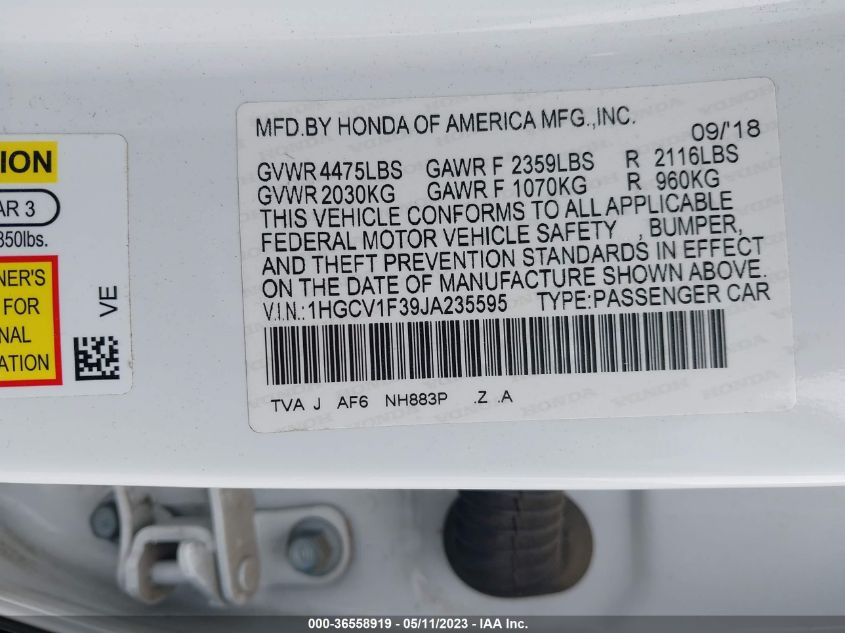 TION
AR 3
850lbs.
NER'S
FOR
NAL
ATION
VE
MFD.BY HONDA OF AMERICA MFG.,INC. 09/'18
GVWR 4475LBS GAWR F 2359LBS R 2116LBS
GVWR 2030KG GAWR F 1070KG R 960KG
THIS VEHICLE CONFORMS TO ALL APPLICABLE
FEDERAL MOTOR VEHICLE SAFETY , BUMPER,
AND THEFT PREVENTION STANDARDS IN EFFECT
ON THE DATE OF MANUFACTURE SHOWN ABOVE.
V.I.N.:1HGCV1F39JA235595 TYPE:PASSENGER CAR
TVA J AF6 NH883P .Z .A
000-36558919 - 05/11/2023 - IAA Inc.